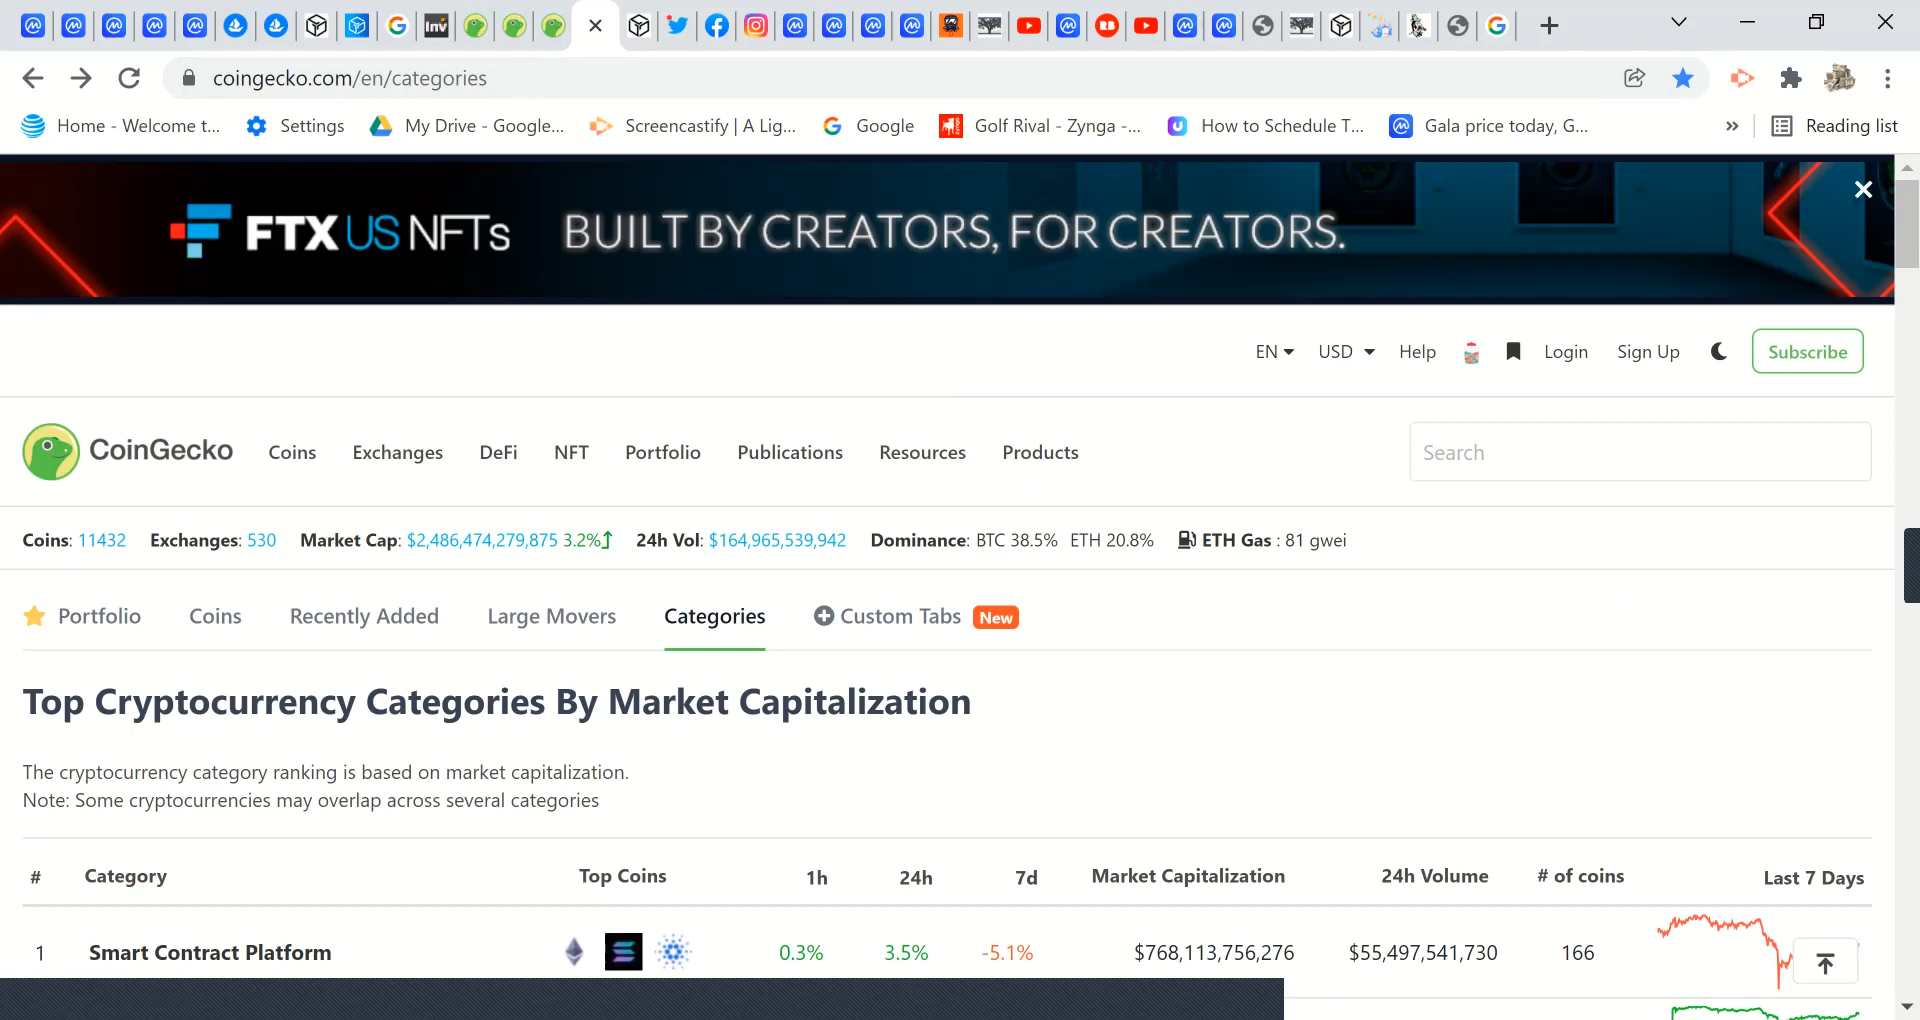 Inv
coingecko.com/en/categories
Home - Welcome t... Settings My Drive - Google... Screencastify | A Lig... Google Golf Rival - Zynga -... How to Schedule T... Gala price today, G... » Reading list
FTX US NFTs BUILT BY CREATORS, FOR CREATORS.
EN USD Help Login Sign Up Subscribe
CoinGecko Coins Exchanges DeFi NFT Portfolio Publications Resources Products Search
Coins: 11432 Exchanges: 530 Market Cap: $2,486,474,279,875 3.2% 24h Vol: $164,965,539,942 Dominance: BTC 38.5% ETH 20.8% ETH Gas : 81 gwei
Portfolio Coins Recently Added Large Movers Categories Custom Tabs New
Top Cryptocurrency Categories By Market Capitalization
The cryptocurrency category ranking is based on market capitalization.
Note: Some cryptocurrencies may overlap across several categories
# Category Top Coins 1h 24h 7d Market Capitalization 24h Volume # of coins Last 7 Days
1 Smart Contract Platform 0.3% 3.5% -5.1% $768,113,756,276 $55,497,541,730 166